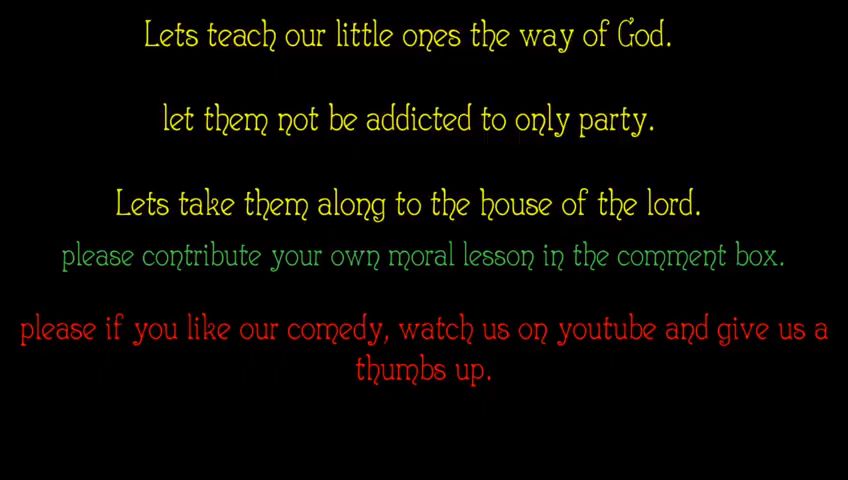 Lets teach our little ones the way of God.
let them not be addicted to only party.
Lets take them along to the house of the lord.
please contribute your own moral lesson in the comment box.
please if you like our comedy, watch us on youtube and give us a
thumbs up.